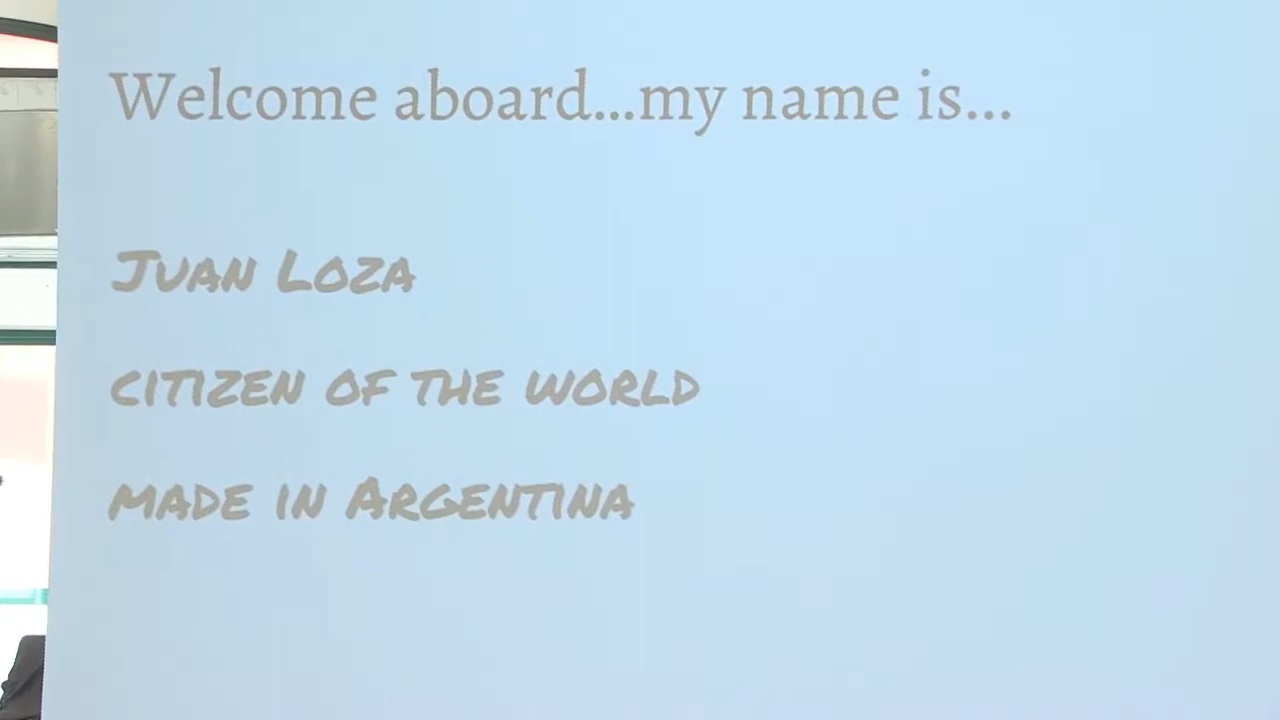 Welcome aboard...my name is...
Juan Loza
citizen of the world
made in Argentina